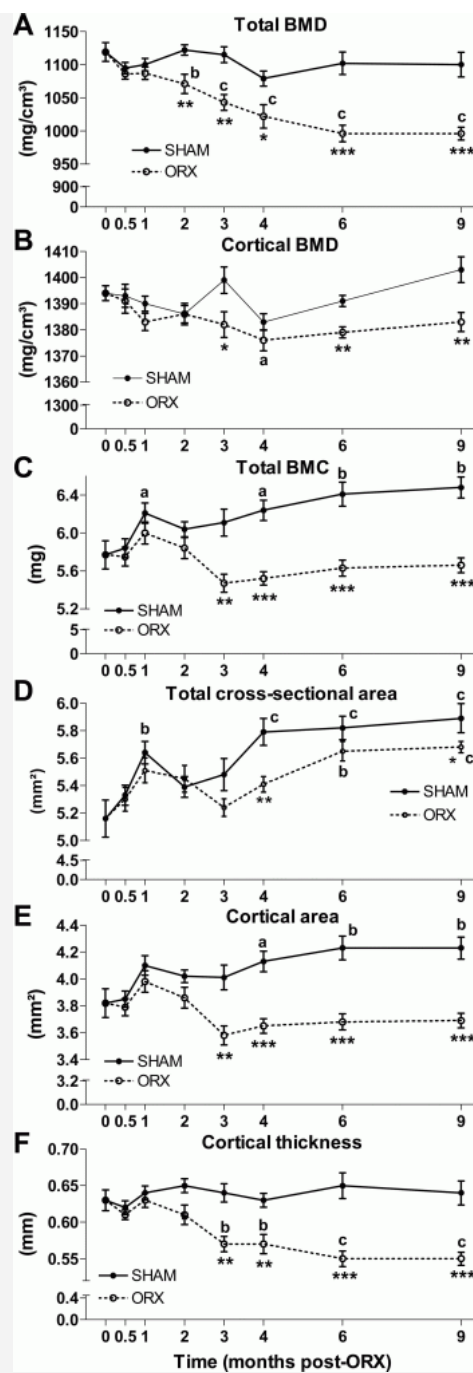 A Total BMD
(mg/cm³)
1150
1100
1050
1000
950
900
0
b
c
c
c
c
**
**
*
***
***
SHAM
ORX
0 0.5 1 2 3 4 6 9
B Cortical BMD
(mg/cm³)
1410
1400
1390
1380
1370
1360
1300
0
*
a
**
**
SHAM
ORX
0 0.5 1 2 3 4 6 9
C Total BMC
(mg)
6.4
6.0
5.6
5.2
5
0
a
a
b
b
**
***
***
***
SHAM
ORX
0 0.5 1 2 3 4 6 9
D Total cross-sectional area
(mm²)
6.0
5.8
5.6
5.4
5.2
5.0
4.5
0.0
b
c
c
c
**
b
* c
SHAM
ORX
0 0.5 1 2 3 4 6 9
E Cortical area
(mm²)
4.4
4.2
4.0
3.8
3.6
3.4
3.2
0.0
a
b
b
**
***
***
***
SHAM
ORX
0 0.5 1 2 3 4 6 9
F Cortical thickness
(mm)
0.70
0.65
0.60
0.55
0.4
0.0
b
b
c
c
**
**
***
***
SHAM
ORX
0 0.5 1 2 3 4 6 9
Time (months post-ORX)